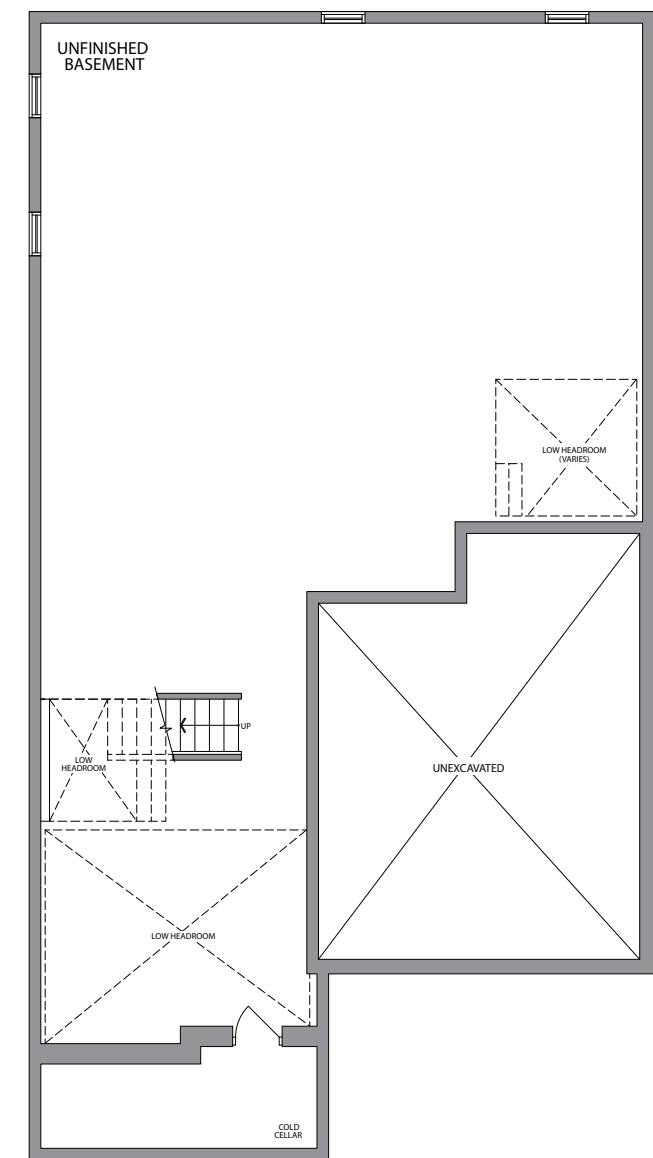 UNFINISHED
BASEMENT
LOW HEADROOM
(VARIES)
UP
LOW
HEADROOM
UNEXCAVATED
LOW HEADROOM
COLD
CELLAR